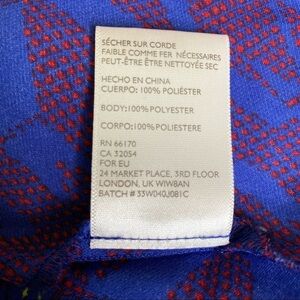 SÉCHER SUR CORDE
FAIBLE COMME FER NÉCESSAIRES
PEUT-ÊTRE ÊTRE NETTOYÉE SEC
HECHO EN CHINA
CUERPO: 100% POLIÉSTER
BODY:100% POLYESTER
CORPO:100% POLIESTERE
RN 66170
CA 32054
FOR EU
24 MARKET PLACE, 3RD FLOOR
LONDON, UK WIW8AN
BATCH # 33W040J081C